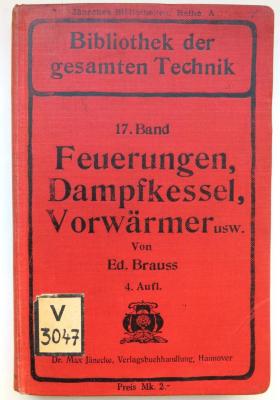 Jäneckes Bibliotheken, Reihe A
Bibliothek der
gesamten Technik
17. Band
Feuerungen,
Dampfkessel,
Vorwärmer usw.
Von
Ed. Brauss
4. Aufl.
V
3047
Dr. Max Jänecke, Verlagsbuchhandlung, Hannover
Preis Mk. 2.-